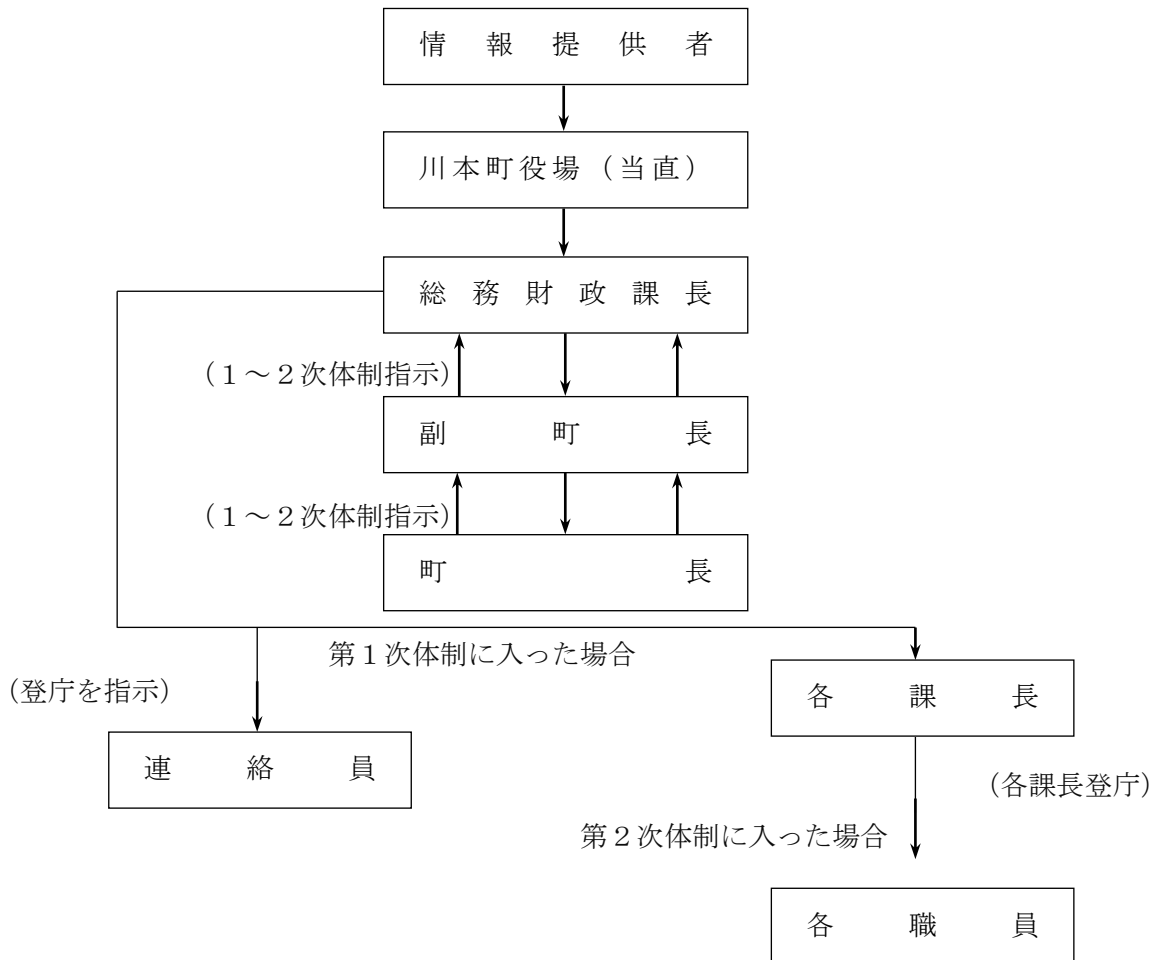 情報提供者
川本町役場（当直）
総務財政課長
（１～２次体制指示）
副町長
（１～２次体制指示）
町長
第１次体制に入った場合
（登庁を指示）
各課長
連絡員
（各課長登庁）
第２次体制に入った場合
各職員